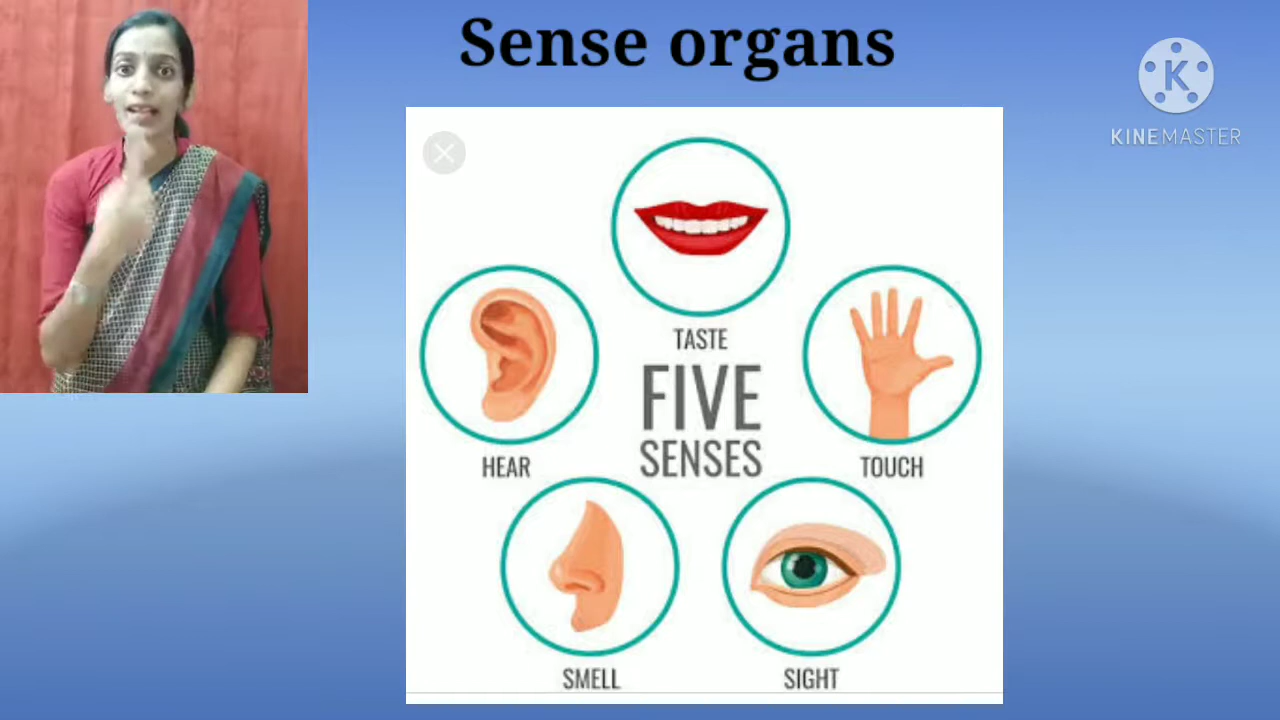 Sense organs
K
KINEMASTER
TASTE
FIVE
SENSES
HEAR
TOUCH
SMELL
SIGHT